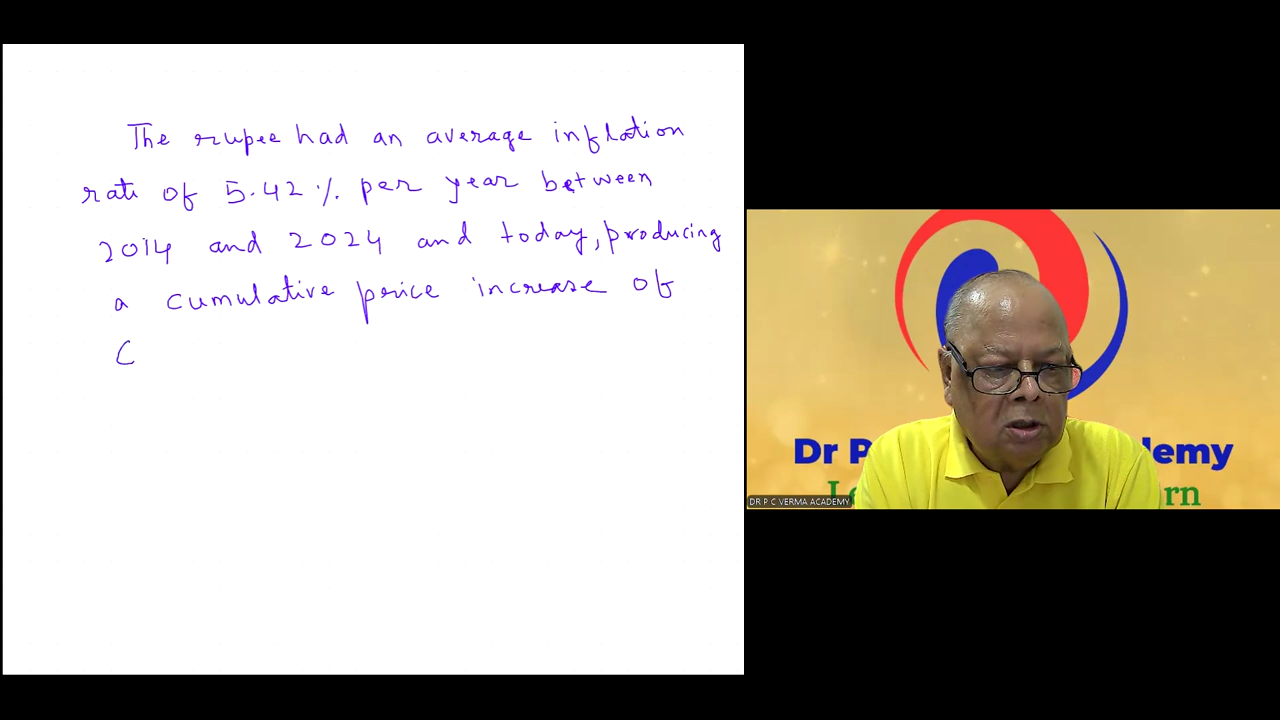 The rupee had an average inflation
rate of 5.42% per year between
2014 and 2024 and today, producing
a cumulative price increase of
Dr P
demy
rn
DR P C VERMA ACADEMY